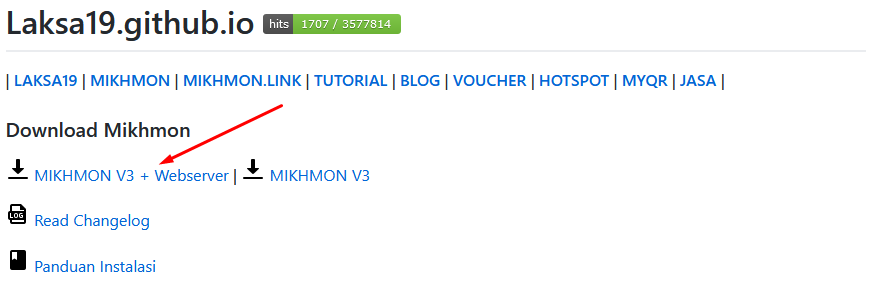 Laksa19.github.io hits 1707 / 3577814
| LAKSA19 | MIKHMON | MIKHMON.LINK | TUTORIAL | BLOG | VOUCHER | HOTSPOT | MYQR | JASA |
Download Mikhmon
MIKHMON V3 + Webserver | MIKHMON V3
LOG Read Changelog
Panduan Instalasi